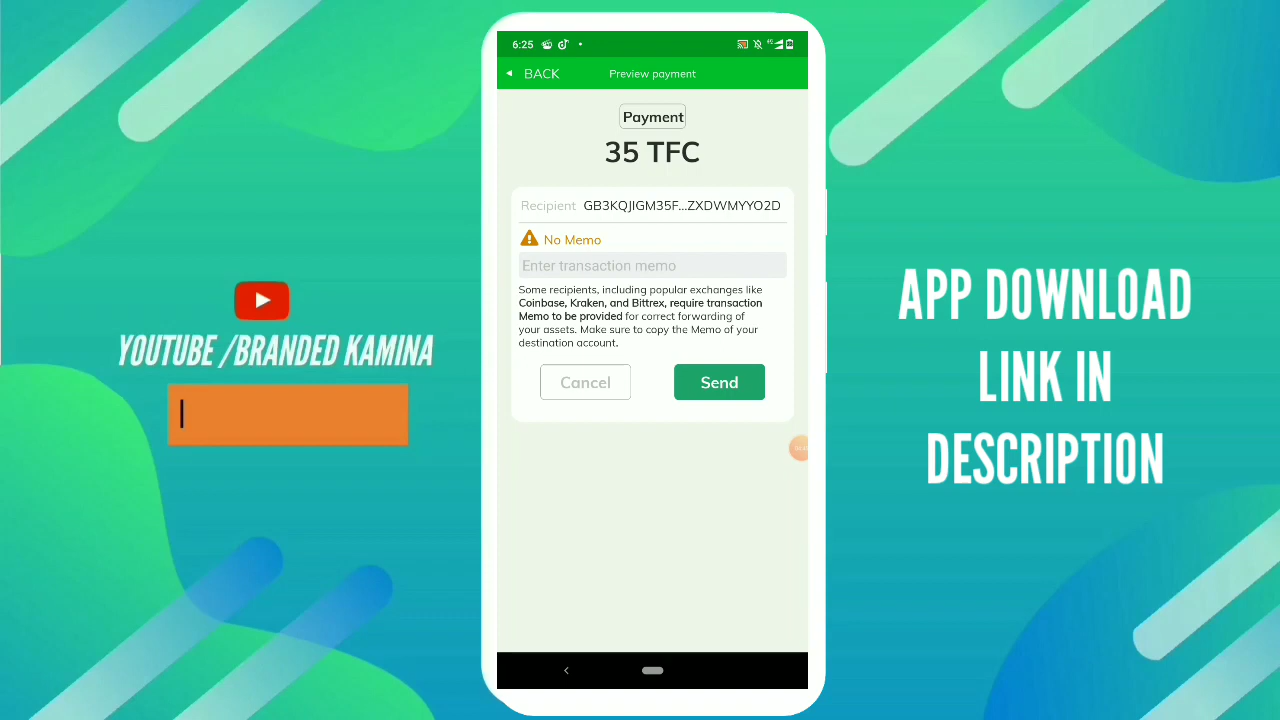 6:25
BACK
Preview payment
Payment
35 TFC
Recipient GB3KQJIGM35F...ZXDWMYYO2D
No Memo
Enter transaction memo
Some recipients, including popular exchanges like
Coinbase, Kraken, and Bittrex, require transaction
Memo to be provided for correct forwarding of
your assets. Make sure to copy the Memo of your
destination account.
Cancel
Send
YOUTUBE /BRANDED KAMINA
APP DOWNLOAD
LINK IN
DESCRIPTION